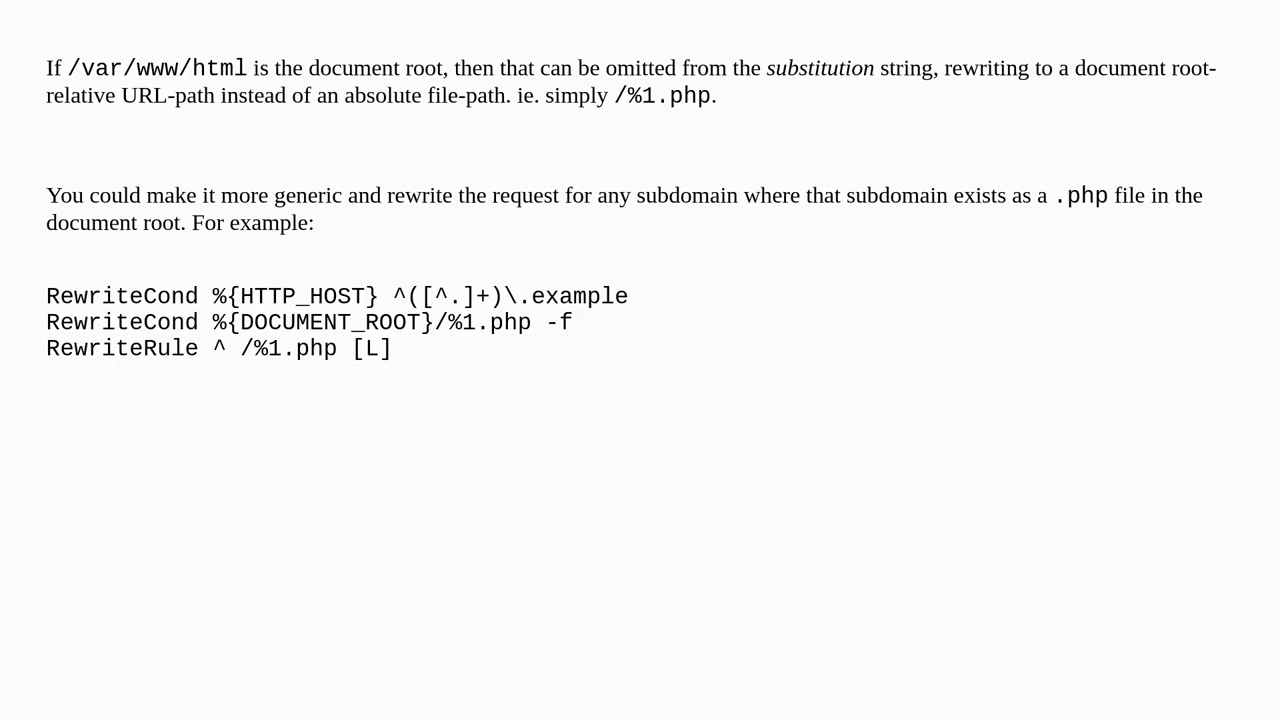 If /var/www/html is the document root, then that can be omitted from the substitution string, rewriting to a document root-
relative URL-path instead of an absolute file-path. ie. simply /%1.php.
You could make it more generic and rewrite the request for any subdomain where that subdomain exists as a .php file in the
document root. For example:
RewriteCond %{HTTP_HOST} ^([^.]+)\.example
RewriteCond %{DOCUMENT_ROOT}/%1.php -f
RewriteRule ^ /%1.php [L]